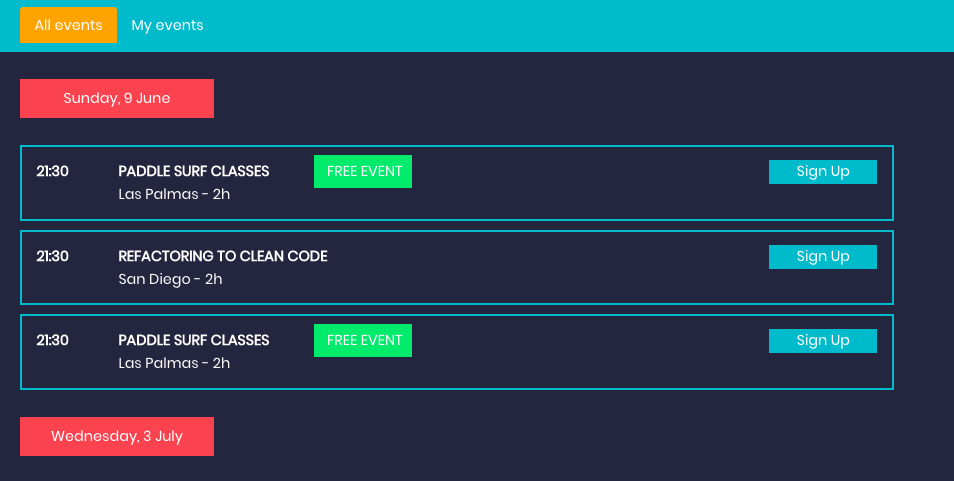 All events My events
Sunday, 9 June
21:30 PADDLE SURF CLASSES FREE EVENT Sign Up
Las Palmas - 2h
21:30 REFACTORING TO CLEAN CODE Sign Up
San Diego - 2h
21:30 PADDLE SURF CLASSES FREE EVENT Sign Up
Las Palmas - 2h
Wednesday, 3 July